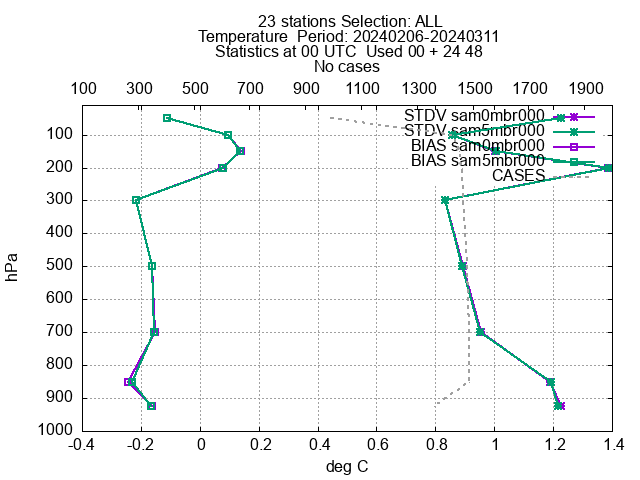 23 stations Selection: ALL
Temperature  Period: 20240206-20240311
Statistics at 00 UTC  Used 00 + 24 48
No cases
100 300 500 700 900 1100 1300 1500 1700 1900
STDV sam0mbr000
STDV sam5mbr000
BIAS sam0mbr000
BIAS sam5mbr000
CASES
100
200
300
400
500
600
700
800
900
1000
hPa
-0.4 -0.2 0 0.2 0.4 0.6 0.8 1 1.2 1.4
deg C